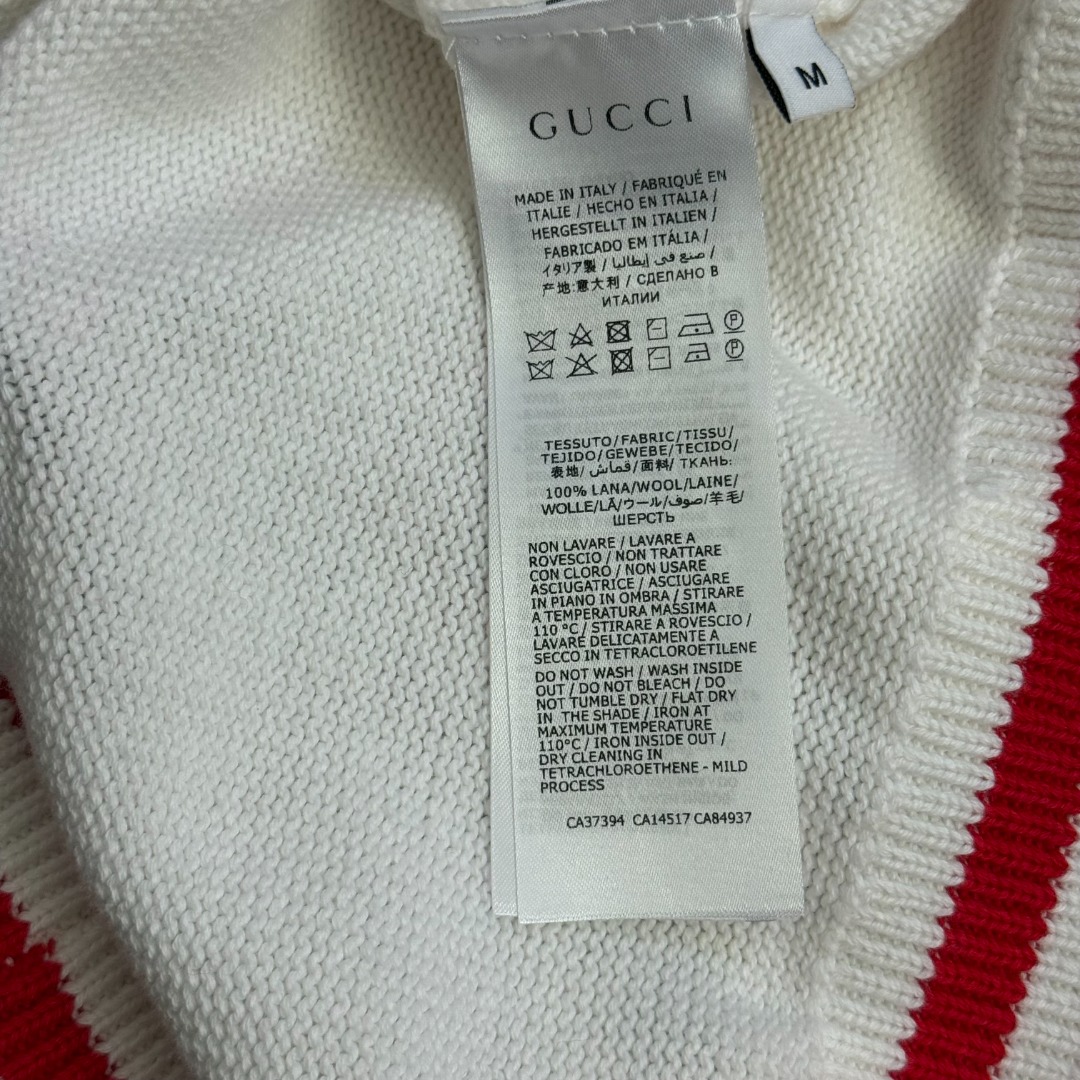 GUCCI
M
MADE IN ITALY / FABRIQUÉ EN
ITALIE / HECHO EN ITALIA /
HERGESTELLT IN ITALIEN /
FABRICADO EM ITÁLIA /
イタリア製 / صنع في إيطاليا /
产地:意大利 / СДЕЛАНО В
ИТАЛИИ
P
P
TESSUTO/FABRIC/TISSU/
TEJIDO/GEWEBE/TECIDO/
表地/ قماش/面料/ ТКАНЬ:
100% LANA/WOOL/LAINE/
WOLLE/LÃ/ウール/صوف/羊毛/
ШЕРСТЬ
NON LAVARE / LAVARE A
ROVESCIO / NON TRATTARE
CON CLORO / NON USARE
ASCIUGATRICE / ASCIUGARE
IN PIANO IN OMBRA / STIRARE
A TEMPERATURA MASSIMA
110 °C / STIRARE A ROVESCIO /
LAVARE DELICATAMENTE A
SECCO IN TETRACLOROETILENE
DO NOT WASH / WASH INSIDE
OUT / DO NOT BLEACH / DO
NOT TUMBLE DRY / FLAT DRY
IN THE SHADE / IRON AT
MAXIMUM TEMPERATURE
110°C / IRON INSIDE OUT /
DRY CLEANING IN
TETRACHLOROETHENE - MILD
PROCESS
CA37394 CA14517 CA84937